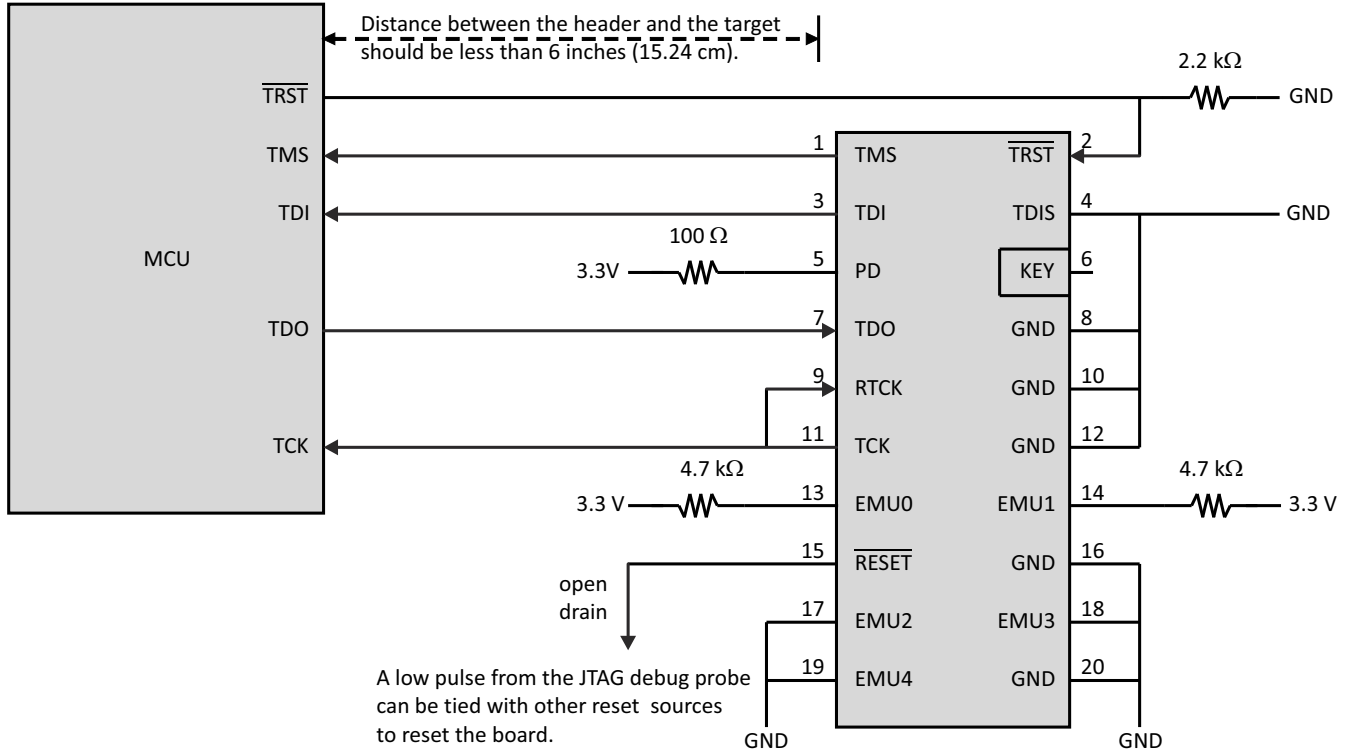 Distance between the header and the target
should be less than 6 inches (15.24 cm).
2.2 kΩ
TRST
GND
1
TMS
TRST
2
TMS
3
TDI
TDIS
4
TDI
GND
100 Ω
MCU
3.3V
5
PD
KEY
6
7
TDO
GND
8
TDO
9
RTCK
GND
10
11
TCK
GND
12
TCK
4.7 kΩ
4.7 kΩ
3.3 V
13
EMU0
EMU1
14
3.3 V
15
RESET
GND
16
open
drain
17
EMU2
EMU3
18
19
EMU4
GND
20
A low pulse from the JTAG debug probe
can be tied with other reset sources
to reset the board.
GND
GND